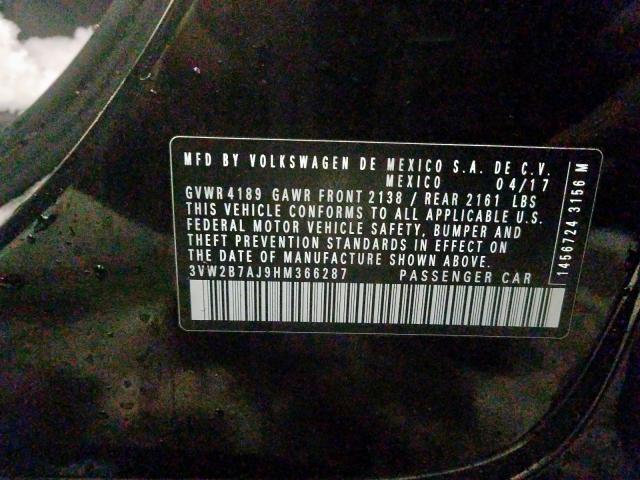 MFD BY VOLKSWAGEN DE MEXICO S.A. DE C.V.
MEXICO 04/17
GVWR 4189 GAWR FRONT 2138 / REAR 2161 LBS
THIS VEHICLE CONFORMS TO ALL APPLICABLE U.S.
FEDERAL MOTOR VEHICLE SAFETY, BUMPER AND
THEFT PREVENTION STANDARDS IN EFFECT ON
THE DATE OF MANUFACTURE SHOWN ABOVE.
3VW2B7AJ9HM366287 PASSENGER CAR
1456724 3156 M